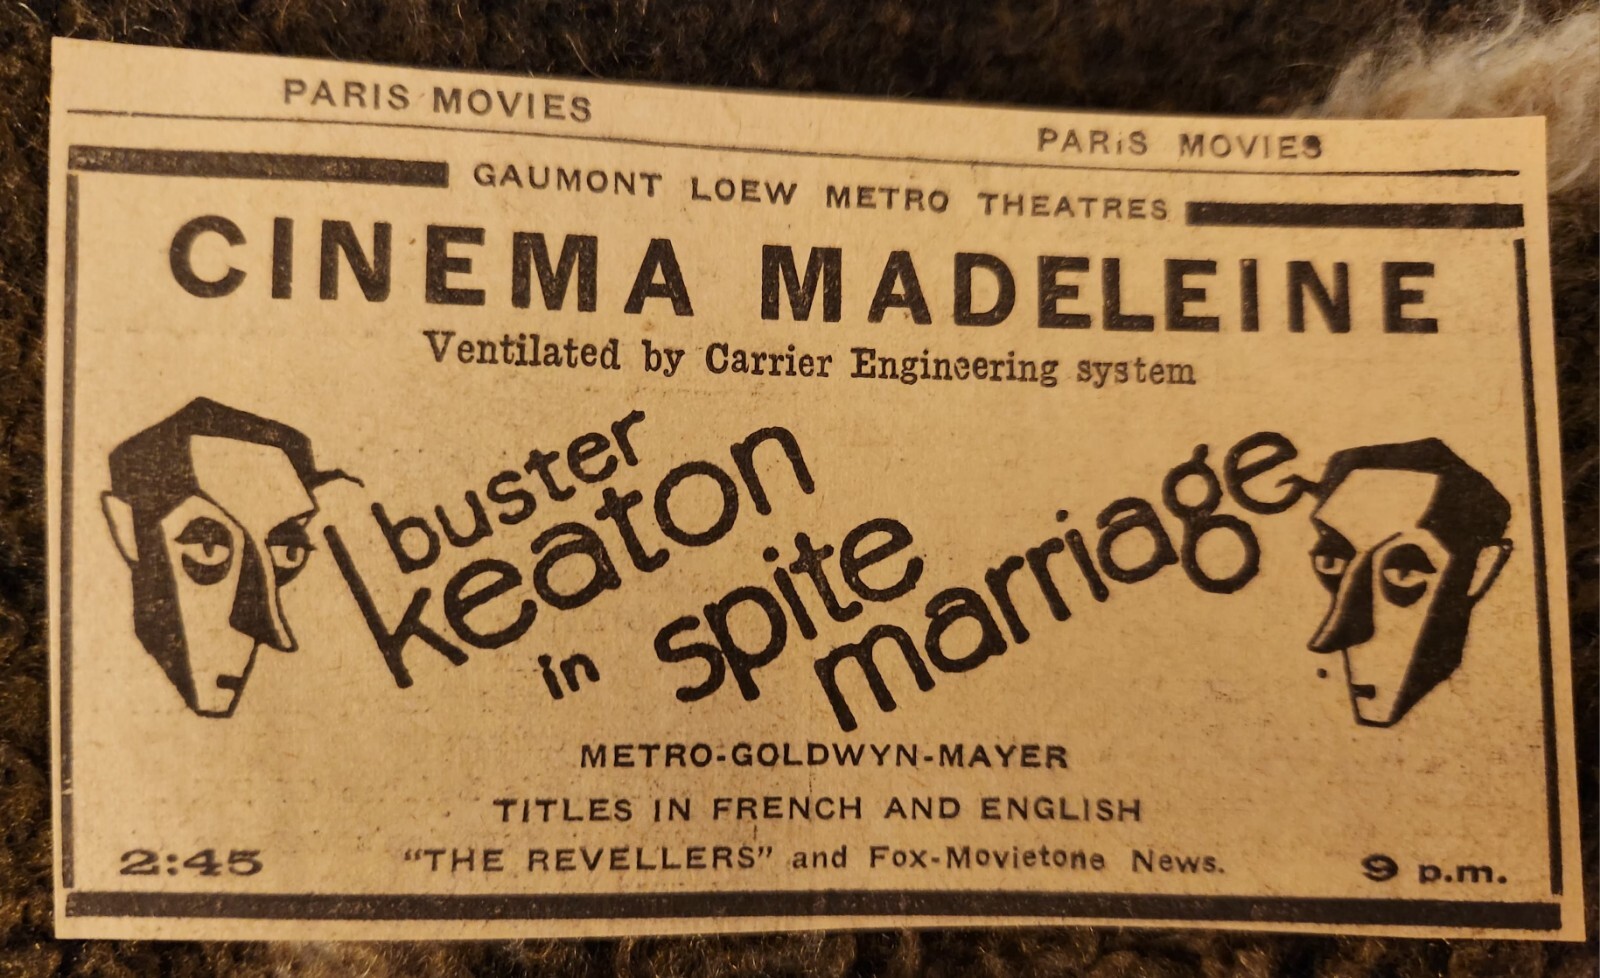 PARIS MOVIES
PARiS MOVIES
GAUMONT LOEW METRO THEATRES
CINEMA MADELEINE
Ventilated by Carrier Engineering system
buster
keaton
in spite
marriage
METRO-GOLDWYN-MAYER
TITLES IN FRENCH AND ENGLISH
2:45 "THE REVELLERS" and Fox-Movietone News. 9 p.m.